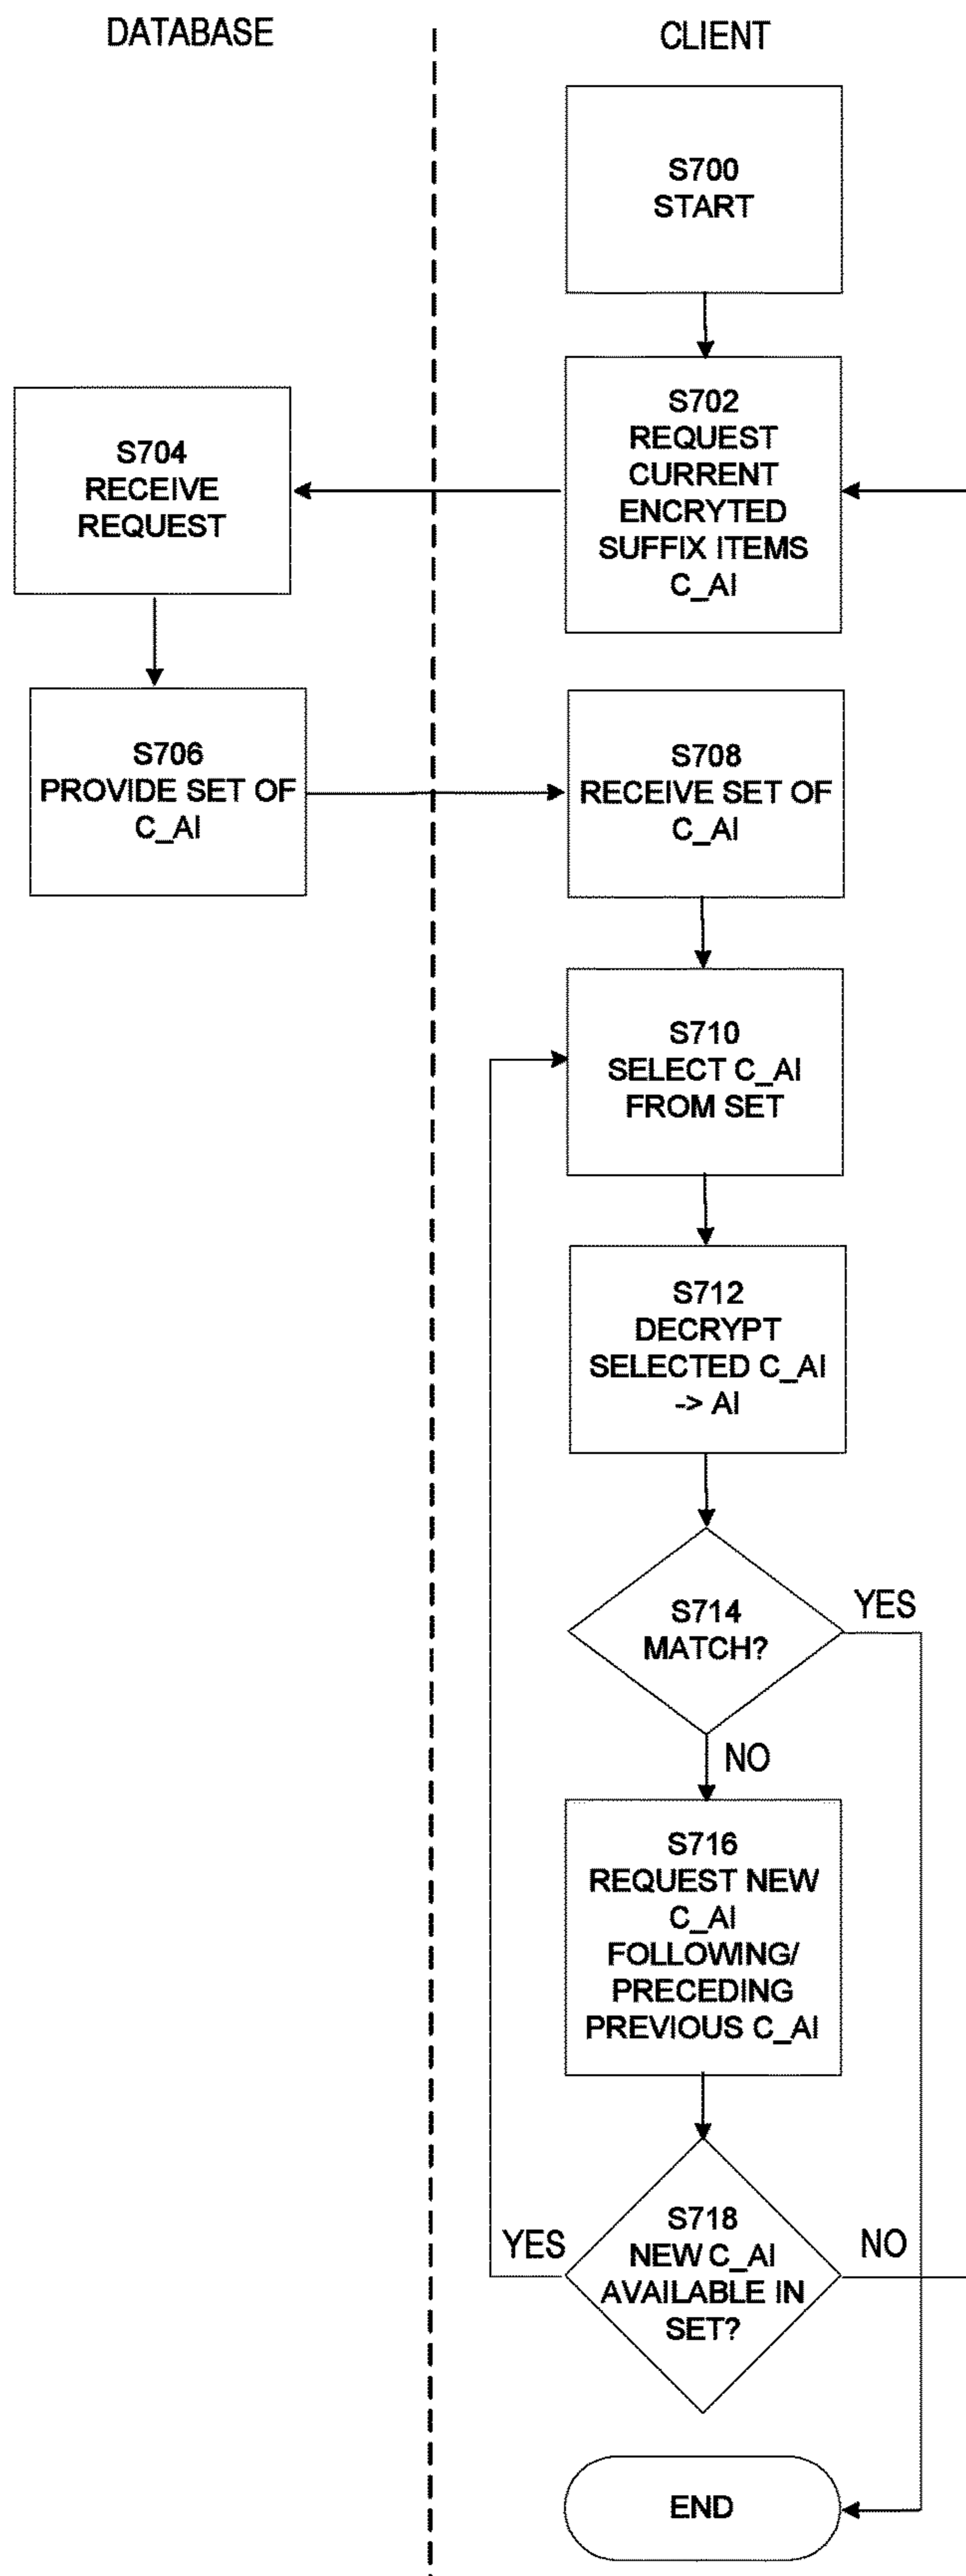 DATABASE
CLIENT
S700
START
S702
REQUEST
CURRENT
ENCRYTED
SUFFIX ITEMS
C_AI
S704
RECEIVE
REQUEST
S706
PROVIDE SET OF
C_AI
S708
RECEIVE SET OF
C_AI
S710
SELECT C_AI
FROM SET
S712
DECRYPT
SELECTED C_AI
-> AI
S714
MATCH?
YES
NO
S716
REQUEST NEW
C_AI
FOLLOWING/
PRECEDING
PREVIOUS C_AI
S718
NEW C_AI
AVAILABLE IN
SET?
YES
NO
END